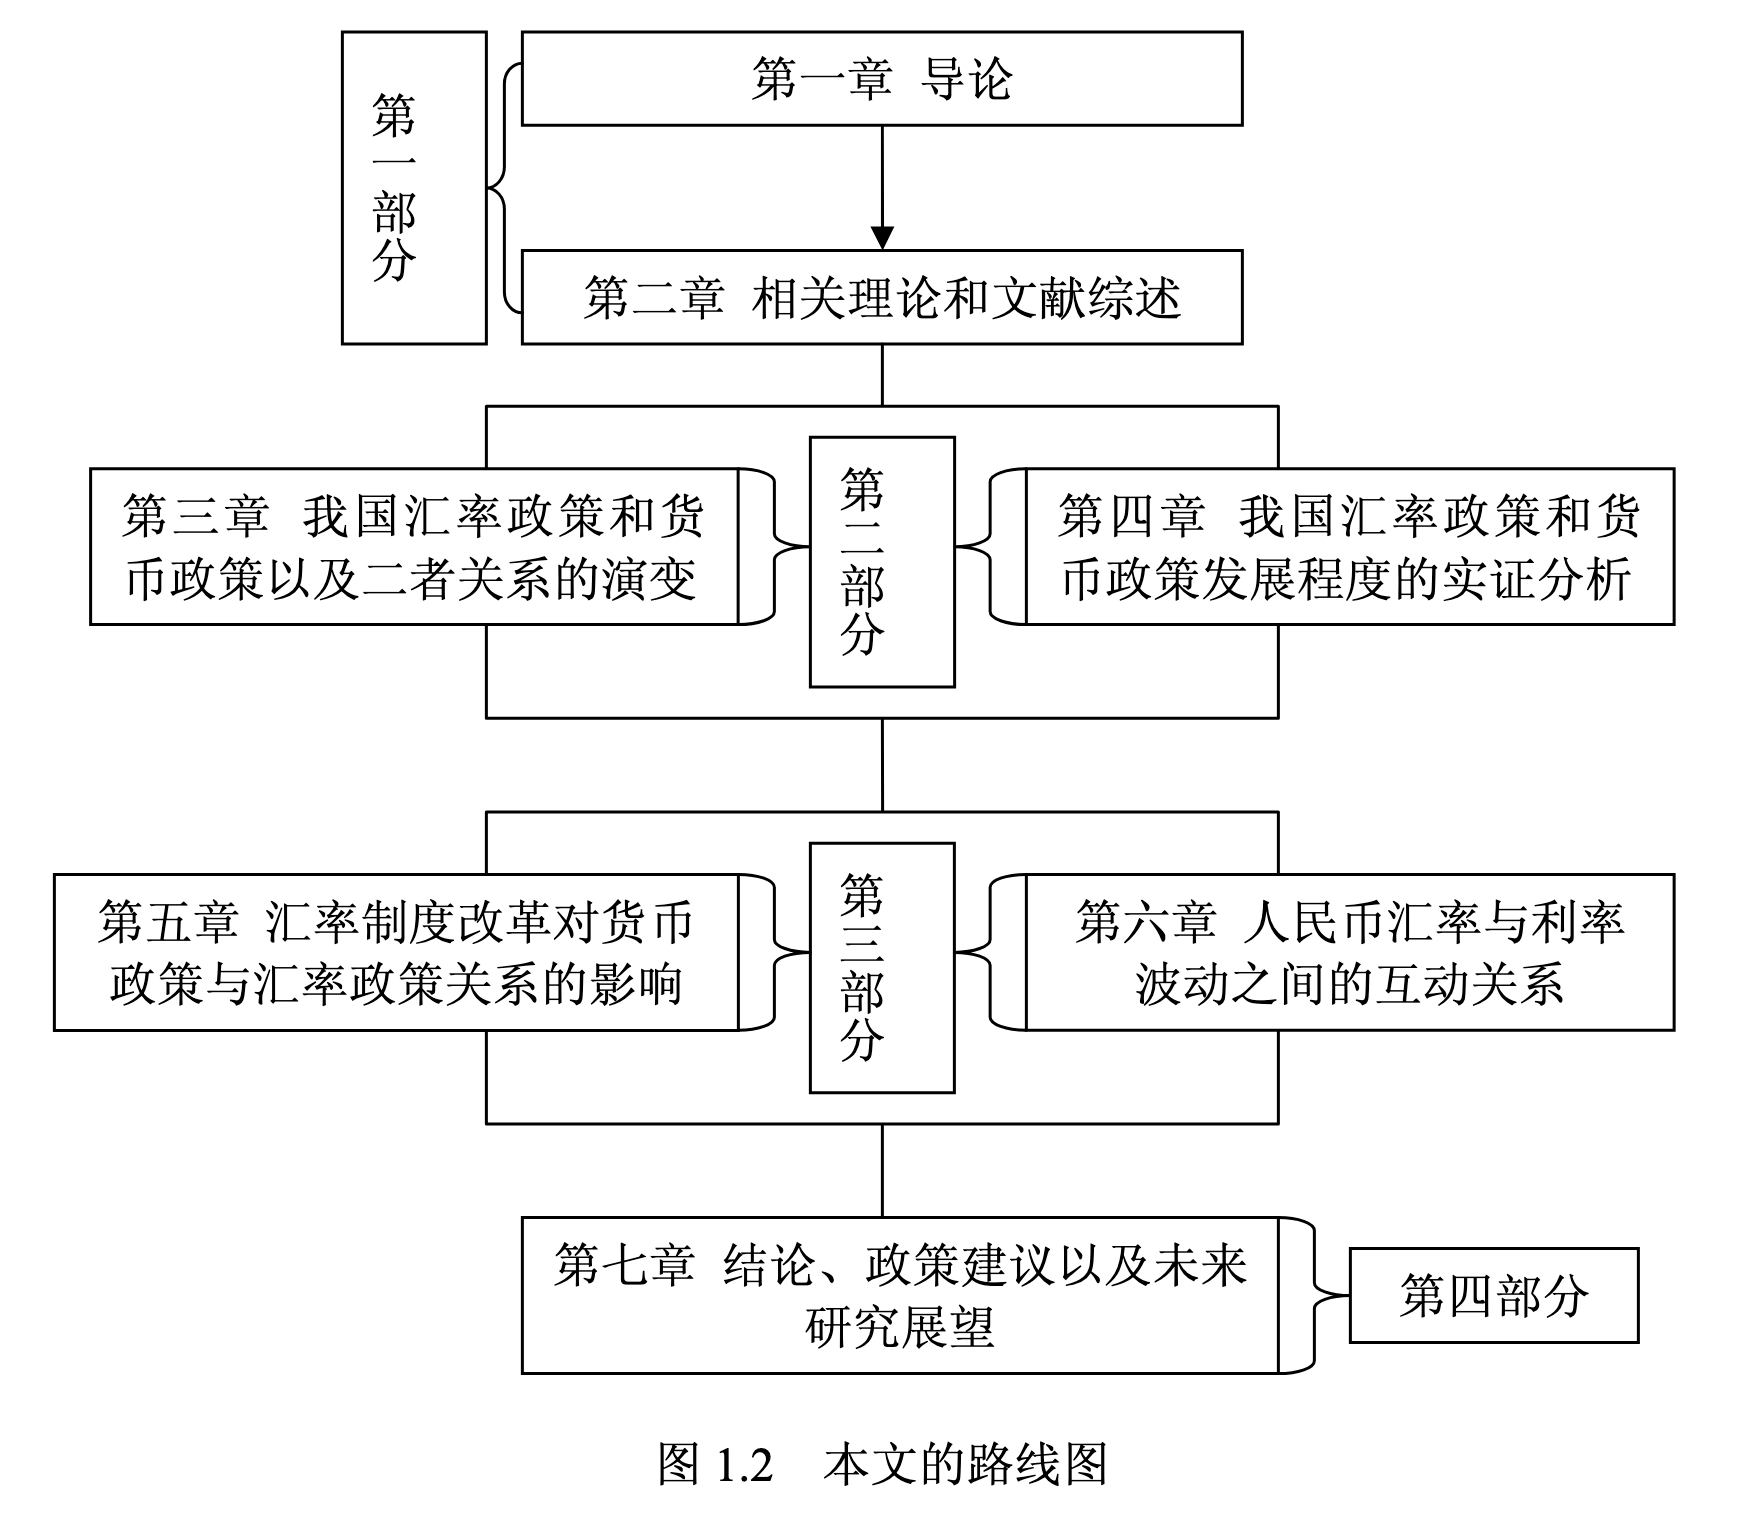 第一部分
第一章 导论
第二章 相关理论和文献综述
第三章 我国汇率政策和货
币政策以及二者关系的演变
第二部分
第四章 我国汇率政策和货
币政策发展程度的实证分析
第五章 汇率制度改革对货币
政策与汇率政策关系的影响
第三部分
第六章 人民币汇率与利率
波动之间的互动关系
第七章 结论、政策建议以及未来
研究展望
第四部分
图 1.2 本文的路线图